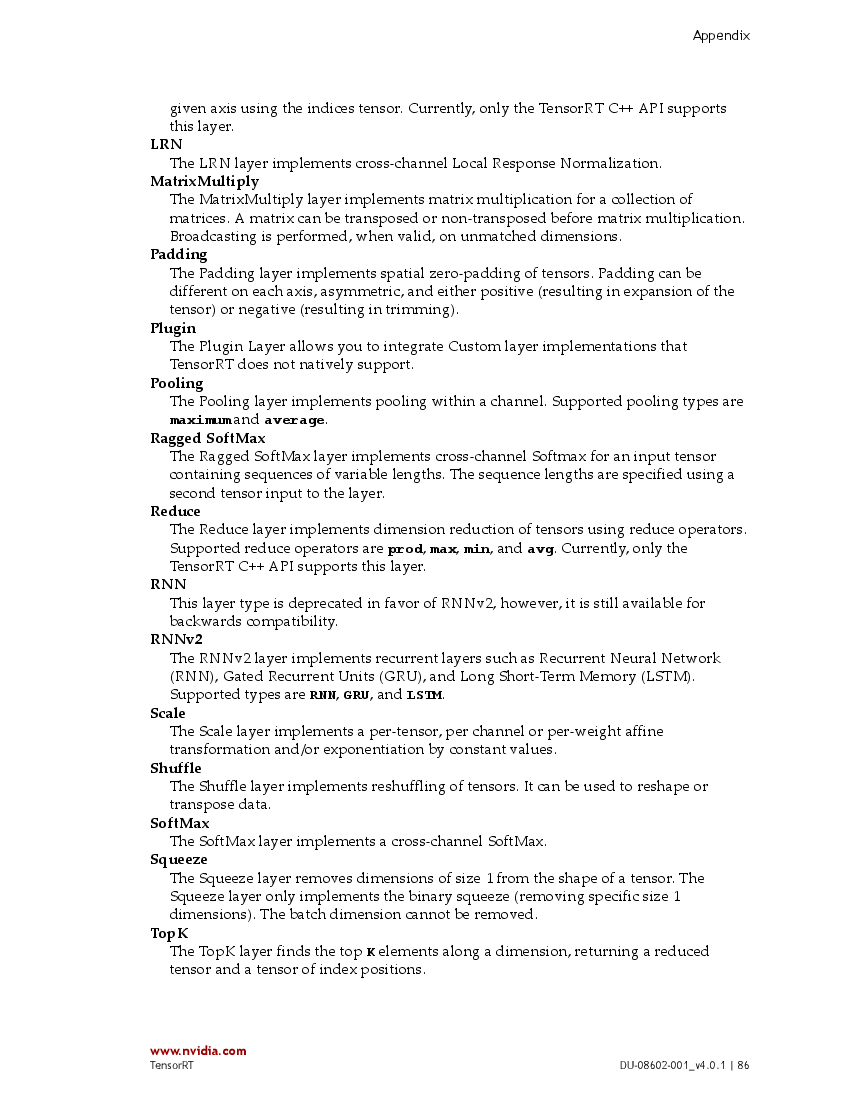 Appendix
given axis using the indices tensor. Currently, only the TensorRT C++ API supports
this layer.
LRN
The LRN layer implements cross-channel Local Response Normalization.
MatrixMultiply
The MatrixMultiply layer implements matrix multiplication for a collection of
matrices. A matrix can be transposed or non-transposed before matrix multiplication.
Broadcasting is performed, when valid, on unmatched dimensions.
Padding
The Padding layer implements spatial zero-padding of tensors. Padding can be
different on each axis, asymmetric, and either positive (resulting in expansion of the
tensor) or negative (resulting in trimming).
Plugin
The Plugin Layer allows you to integrate Custom layer implementations that
TensorRT does not natively support.
Pooling
The Pooling layer implements pooling within a channel. Supported pooling types are
maximum and average.
Ragged SoftMax
The Ragged SoftMax layer implements cross-channel Softmax for an input tensor
containing sequences of variable lengths. The sequence lengths are specified using a
second tensor input to the layer.
Reduce
The Reduce layer implements dimension reduction of tensors using reduce operators.
Supported reduce operators are prod, max, min, and avg. Currently, only the
TensorRT C++ API supports this layer.
RNN
This layer type is deprecated in favor of RNNv2, however, it is still available for
backwards compatibility.
RNNv2
The RNNv2 layer implements recurrent layers such as Recurrent Neural Network
(RNN), Gated Recurrent Units (GRU), and Long Short-Term Memory (LSTM).
Supported types are RNN, GRU, and LSTM.
Scale
The Scale layer implements a per-tensor, per channel or per-weight affine
transformation and/or exponentiation by constant values.
Shuffle
The Shuffle layer implements reshuffling of tensors. It can be used to reshape or
transpose data.
SoftMax
The SoftMax layer implements a cross-channel SoftMax.
Squeeze
The Squeeze layer removes dimensions of size 1 from the shape of a tensor. The
Squeeze layer only implements the binary squeeze (removing specific size 1
dimensions). The batch dimension cannot be removed.
TopK
The TopK layer finds the top K elements along a dimension, returning a reduced
tensor and a tensor of index positions.
www.nvidia.com
TensorRT
DU-08602-001_v4.0.1 | 86